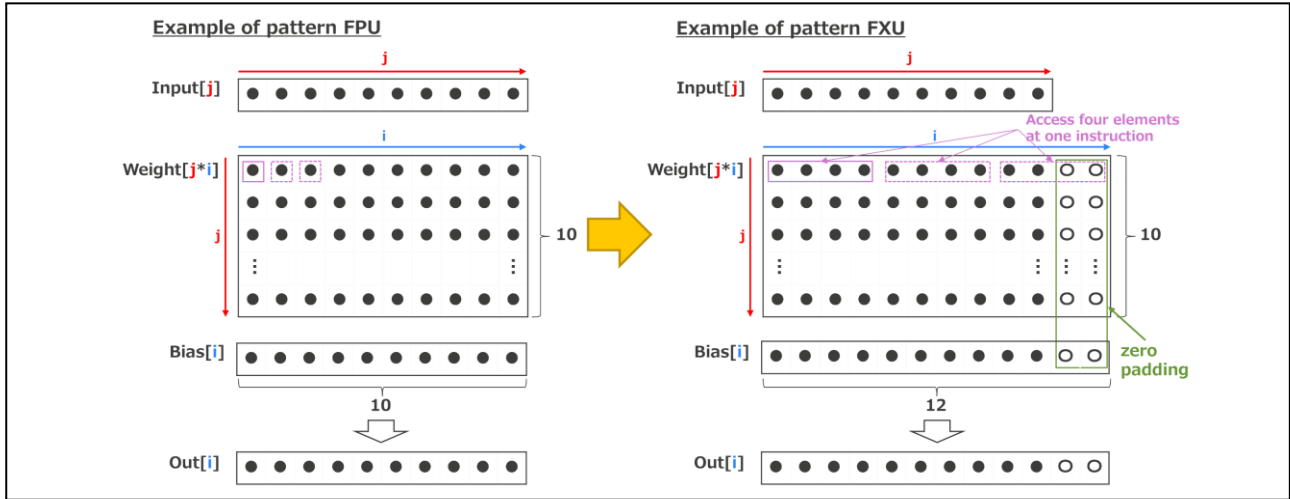 Example of pattern FPU
j
Input[j]
i
Weight[j*i]
j
10
Bias[i]
10
Out[i]
Example of pattern FXU
j
Input[j]
Access four elements
at one instruction
i
Weight[j*i]
j
10
Bias[i]
zero
padding
12
Out[i]